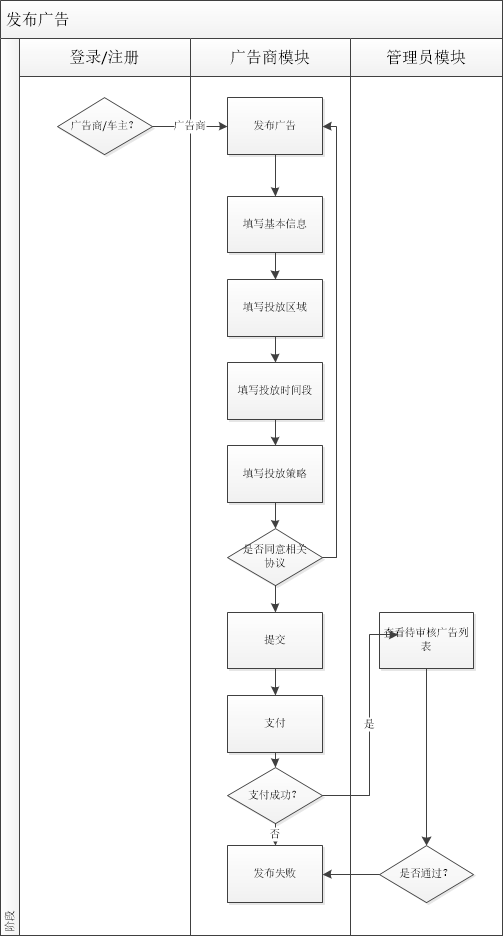 发布广告
登录/注册
广告商模块
管理员模块
广告商/车主?
广告商
发布广告
填写基本信息
填写投放区域
填写投放时间段
填写投放策略
是否同意相关
协议
提交
查看待审核广告列
表
支付
是
支付成功?
否
发布失败
是否通过?
阶段